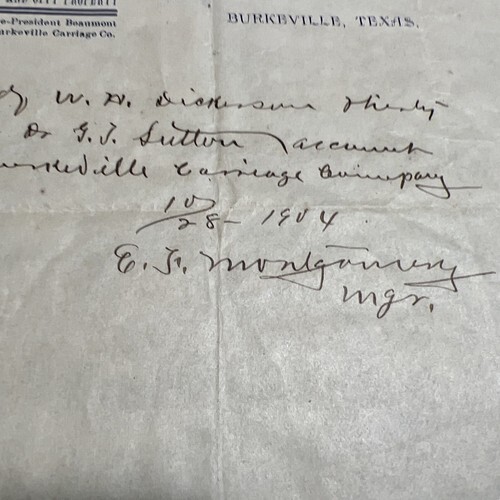 e-President Beaumont
arkeville Carriage Co.
BURKEVILLE, TEXAS.
W. H. Dickerson thirty
Dr G. T. Sutton account
urkeville Carriage Company
10/28-1904
E. F. Montgomery
Mgr.